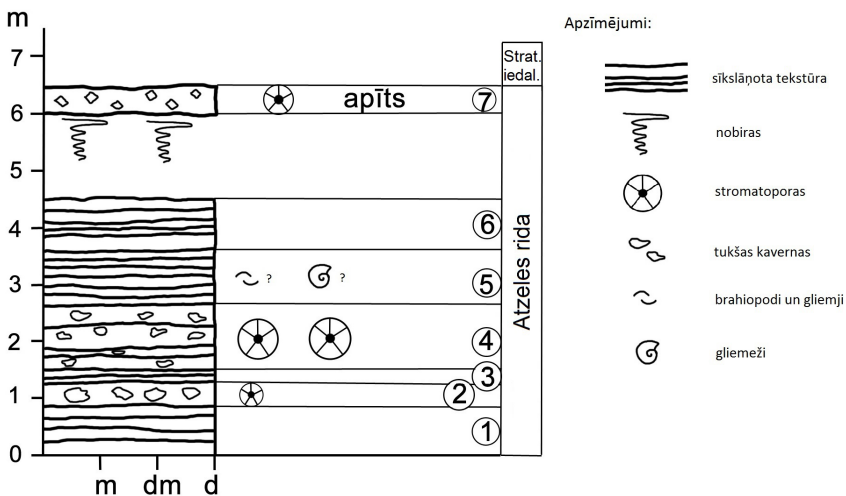 m
7
6
5
4
3
2
1
0
m dm d
Strat.
iedal.
Atzeles rida
apīts
7
6
5
? ?
4
3
2
1
Apzīmējumi:
sīkslāņota tekstūra
nobiras
stromatoporas
tukšas kavernas
brahiopodi un gliemji
gliemeži